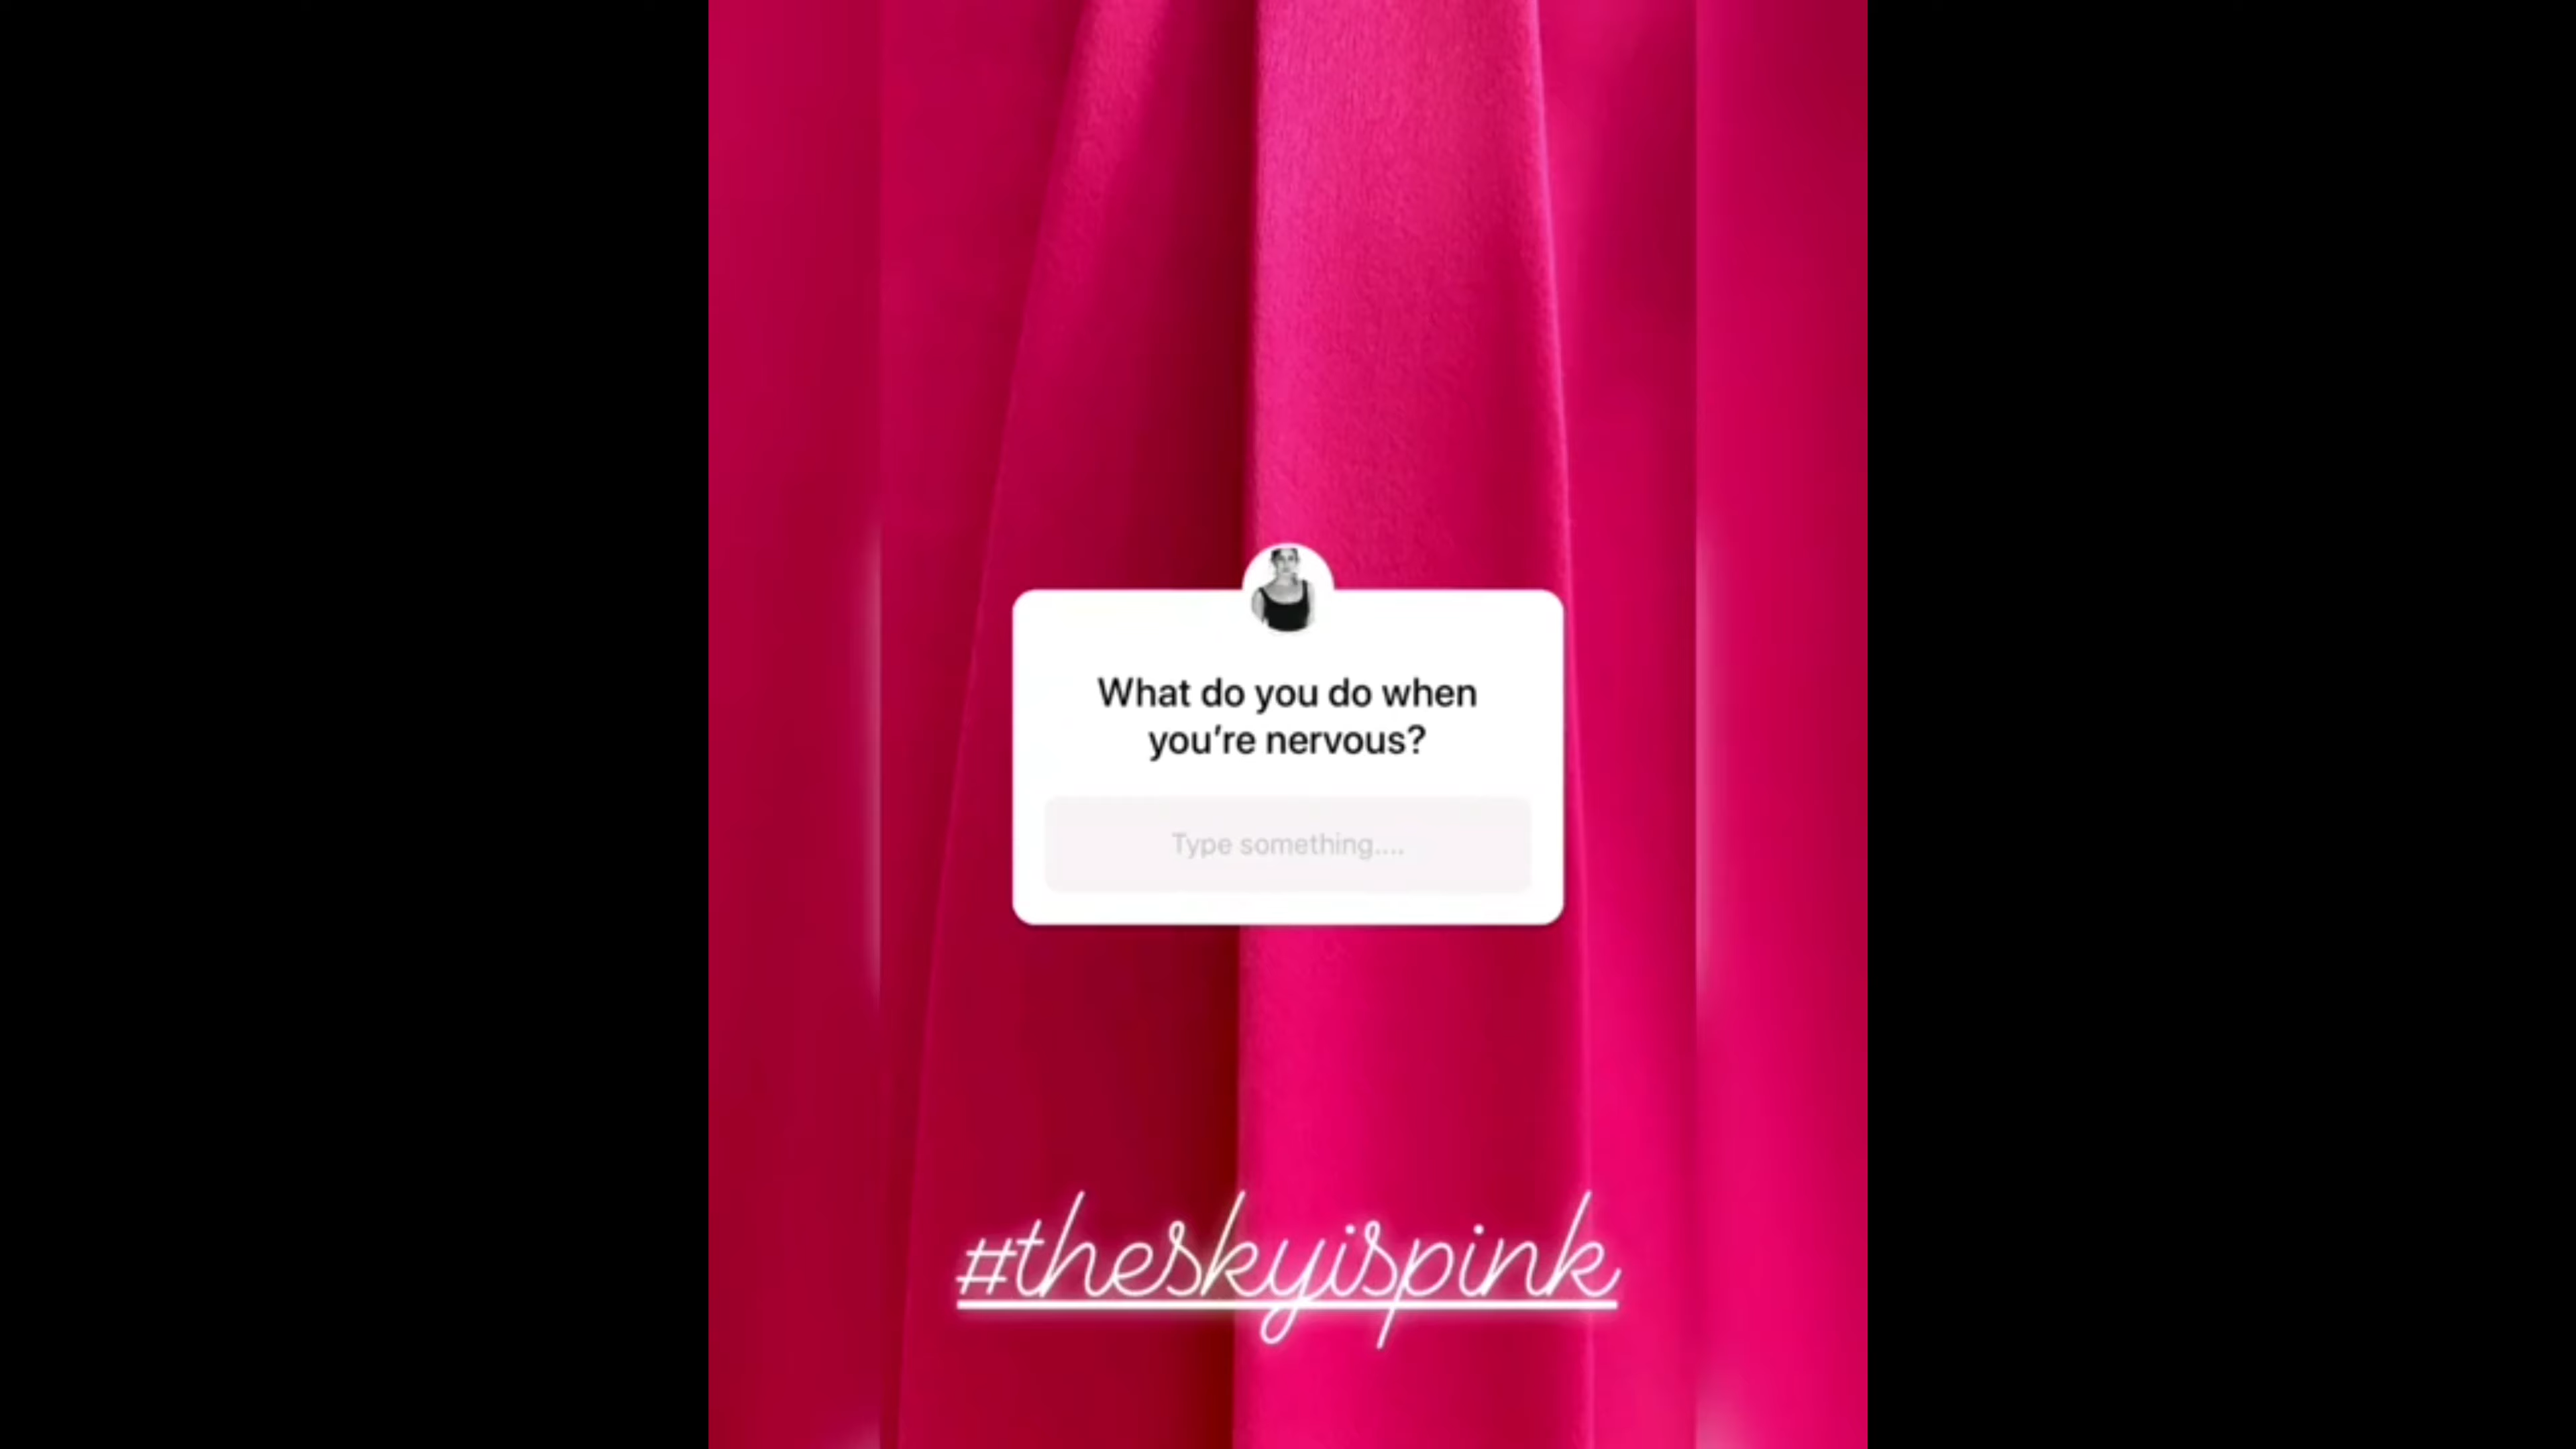 What do you do when
you’re nervous?
Type something....
#theskyispink